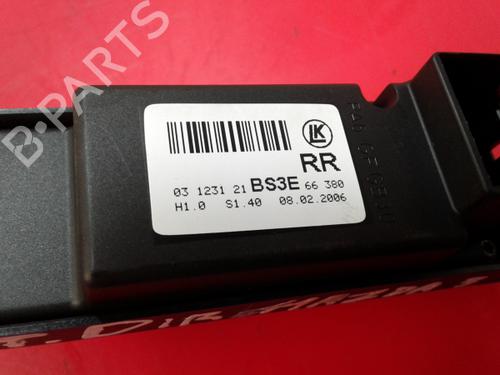 B-PARTS
LK
RR
03 1231 21 BS3E 66 380
H1.0 S1.40 08.02.2006